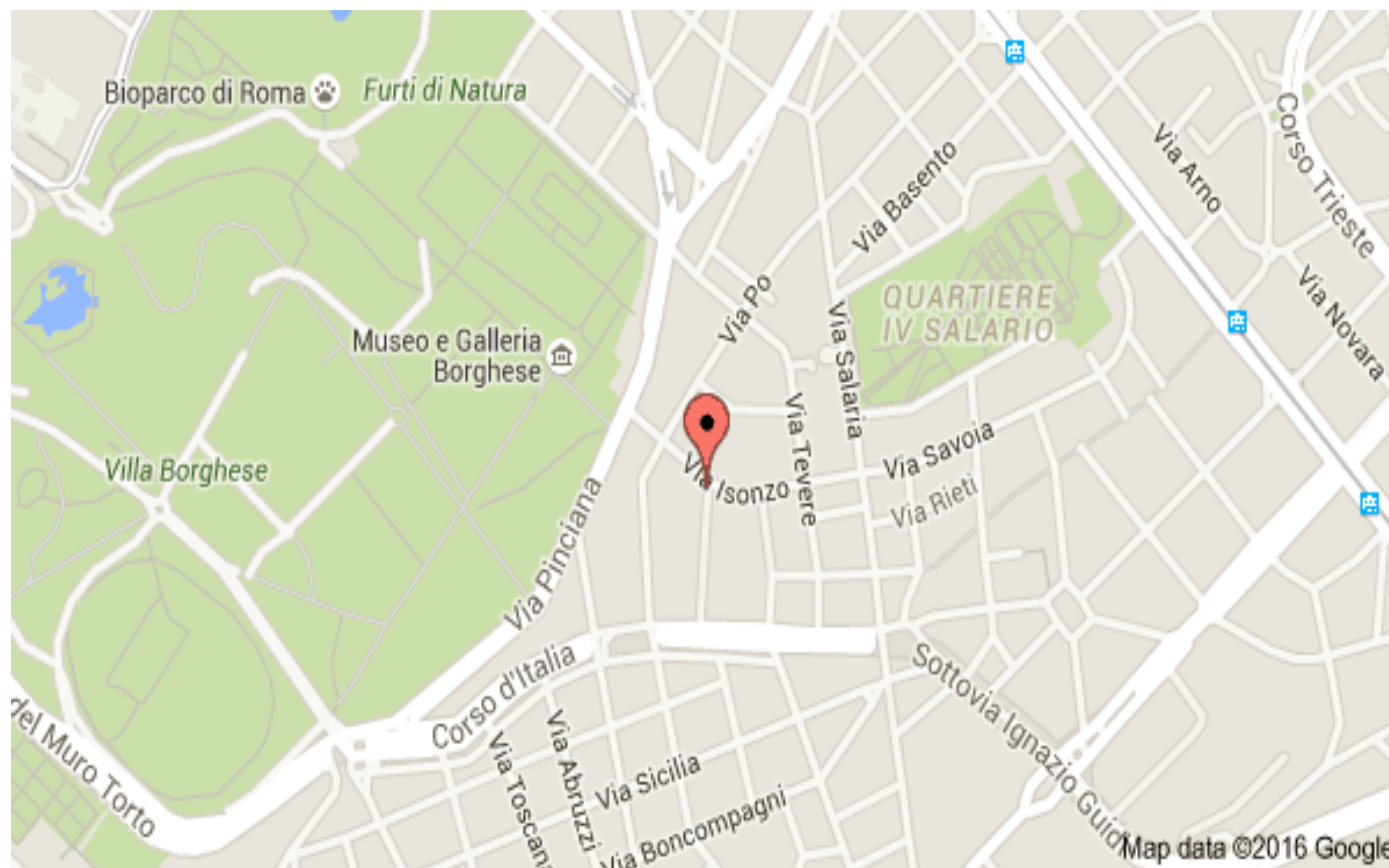 Bioparco di Roma
Furti di Natura
Corso Trieste
Via Arno
Via Basento
Via Novara
QUARTIERE
IV SALARIO
Via Po
Via Salaria
Museo e Galleria
Borghese
Via Tevere
Via Savoia
Villa Borghese
Via Isonzo
Via Rieti
Via Pinciana
Corso d'Italia
Sottovia Ignazio Guidi
del Muro Torto
Via Abruzzi
Via Toscana
Via Sicilia
Via Boncompagni
Map data ©2016 Google